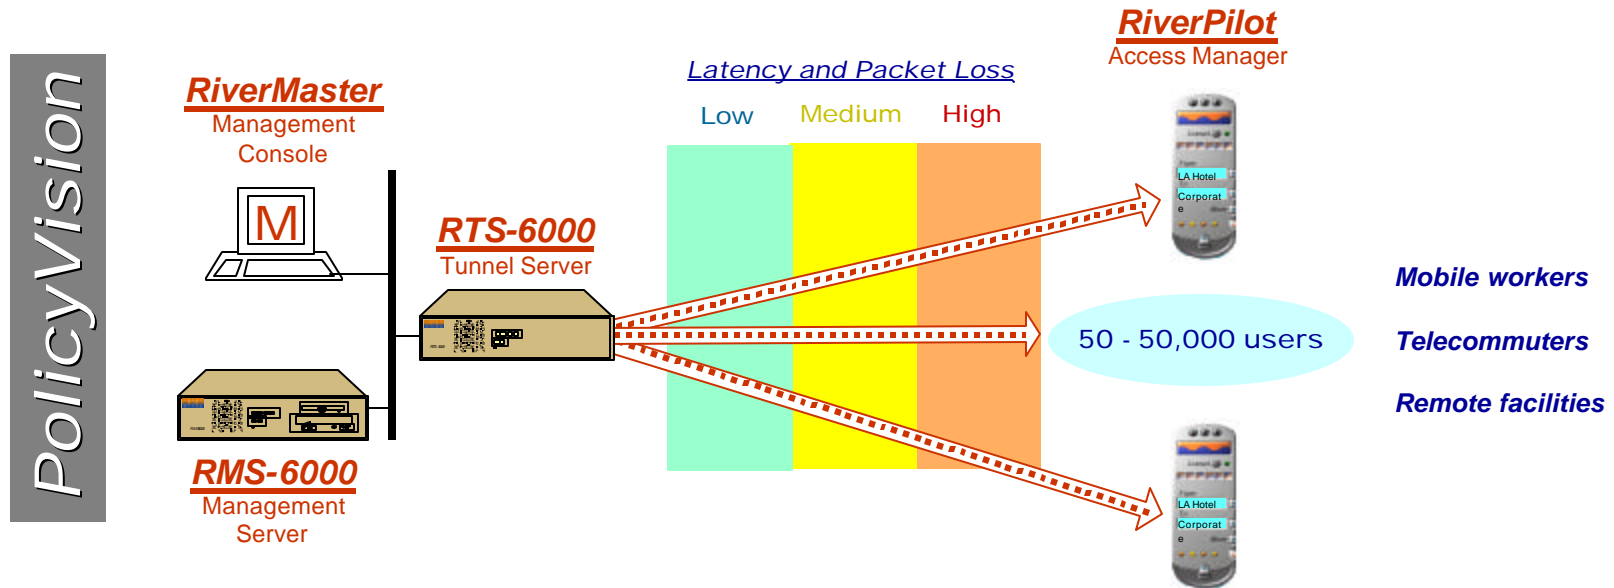 PolicyVision
RiverMaster
Management
Console
M
RTS-6000
Tunnel Server
RMS-6000
Management
Server
Latency and Packet Loss
Low Medium High
RiverPilot
Access Manager
LA Hotel
Corporat
e
50 - 50,000 users
Mobile workers
Telecommuters
Remote facilities
LA Hotel
Corporat
e